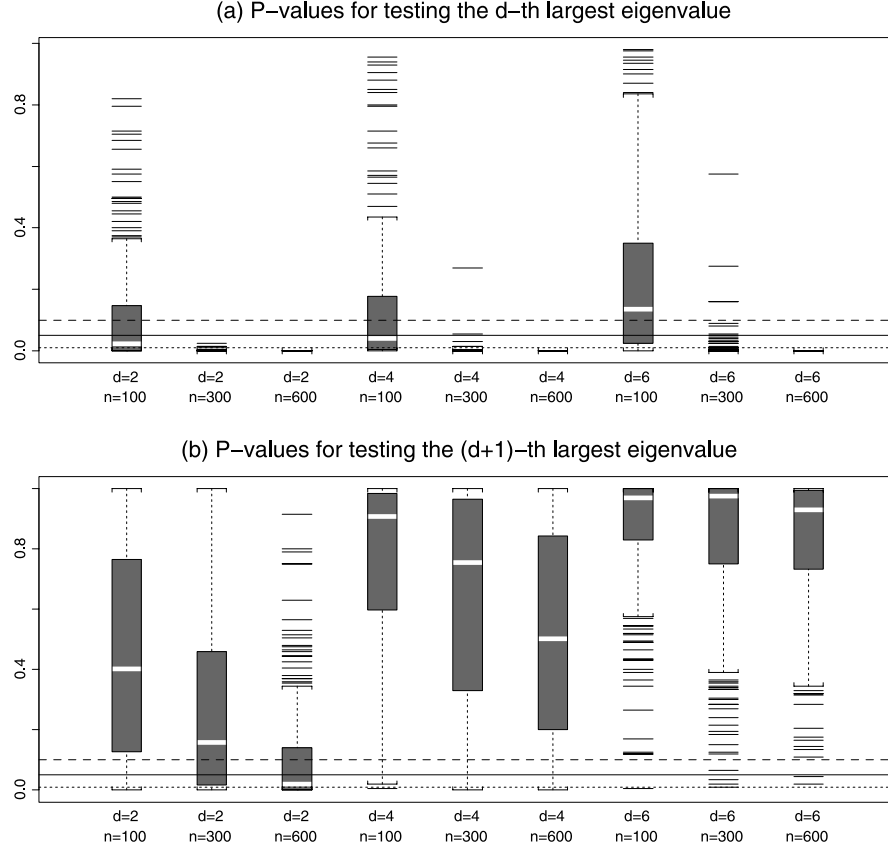 (a) P−values for testing the d−th largest eigenvalue
0.8
0.4
0.0
d=2 d=2 d=2 d=4 d=4 d=4 d=6 d=6 d=6
n=100 n=300 n=600 n=100 n=300 n=600 n=100 n=300 n=600
(b) P−values for testing the (d+1)−th largest eigenvalue
0.8
0.4
0.0
d=2 d=2 d=2 d=4 d=4 d=4 d=6 d=6 d=6
n=100 n=300 n=600 n=100 n=300 n=600 n=100 n=300 n=600